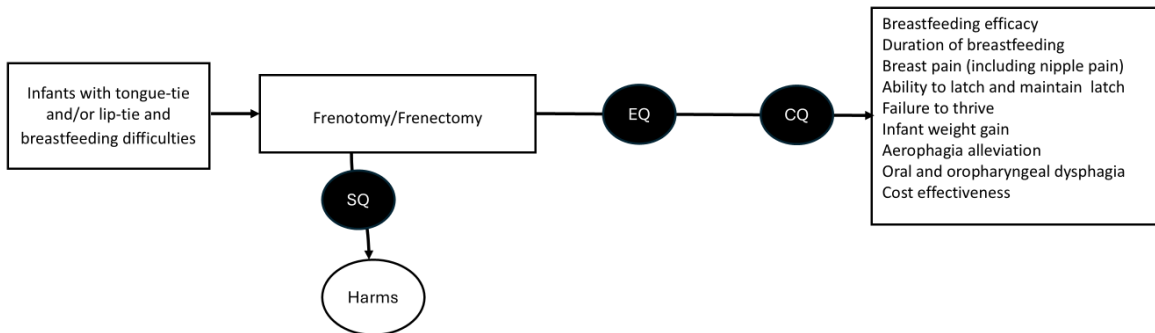 Infants with tongue-tie
and/or lip-tie and
breastfeeding difficulties
Frenotomy/Frenectomy
EQ
CQ
SQ
Harms
Breastfeeding efficacy
Duration of breastfeeding
Breast pain (including nipple pain)
Ability to latch and maintain latch
Failure to thrive
Infant weight gain
Aerophagia alleviation
Oral and oropharyngeal dysphagia
Cost effectiveness